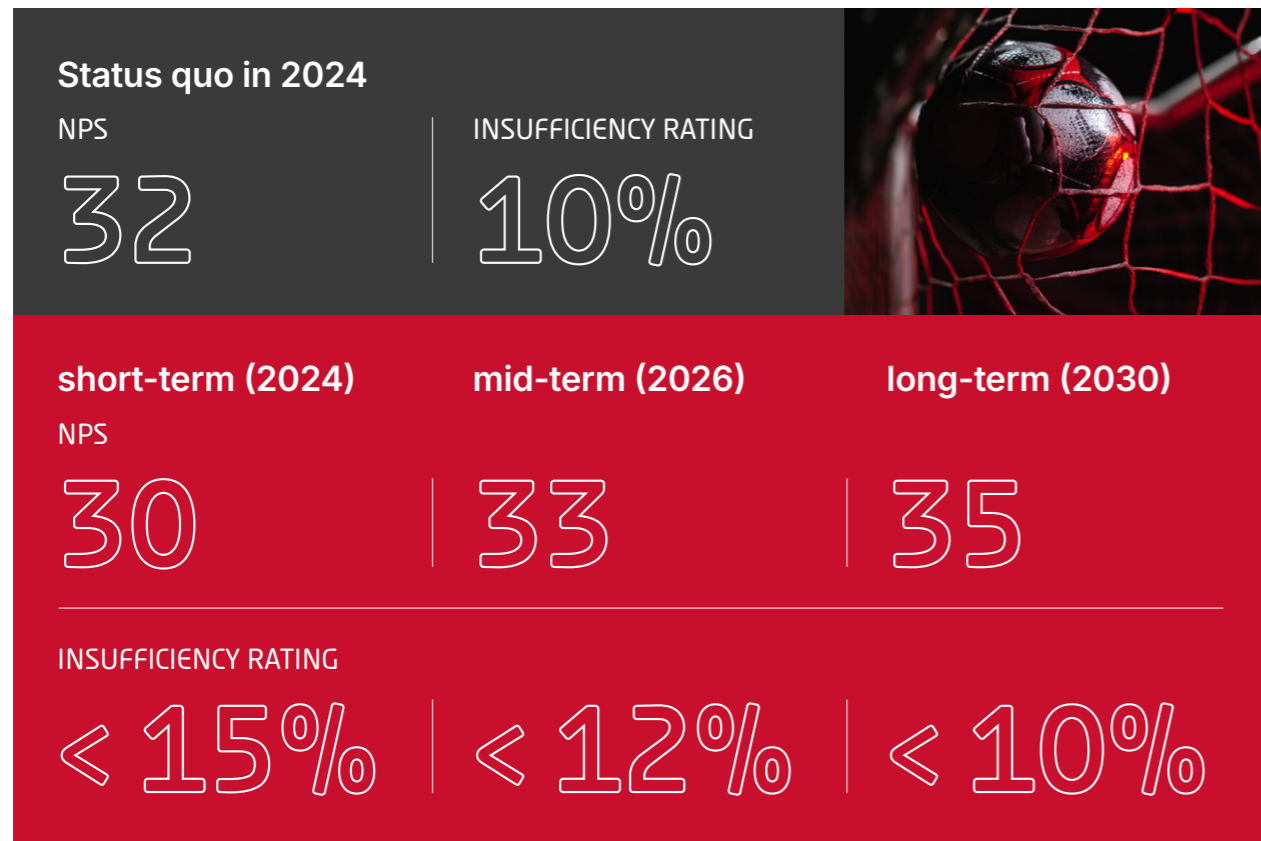 Status quo in 2024
NPS
INSUFFICIENCY RATING
32
10%
short-term (2024)
mid-term (2026)
long-term (2030)
NPS
30
33
35
INSUFFICIENCY RATING
< 15%
< 12%
< 10%